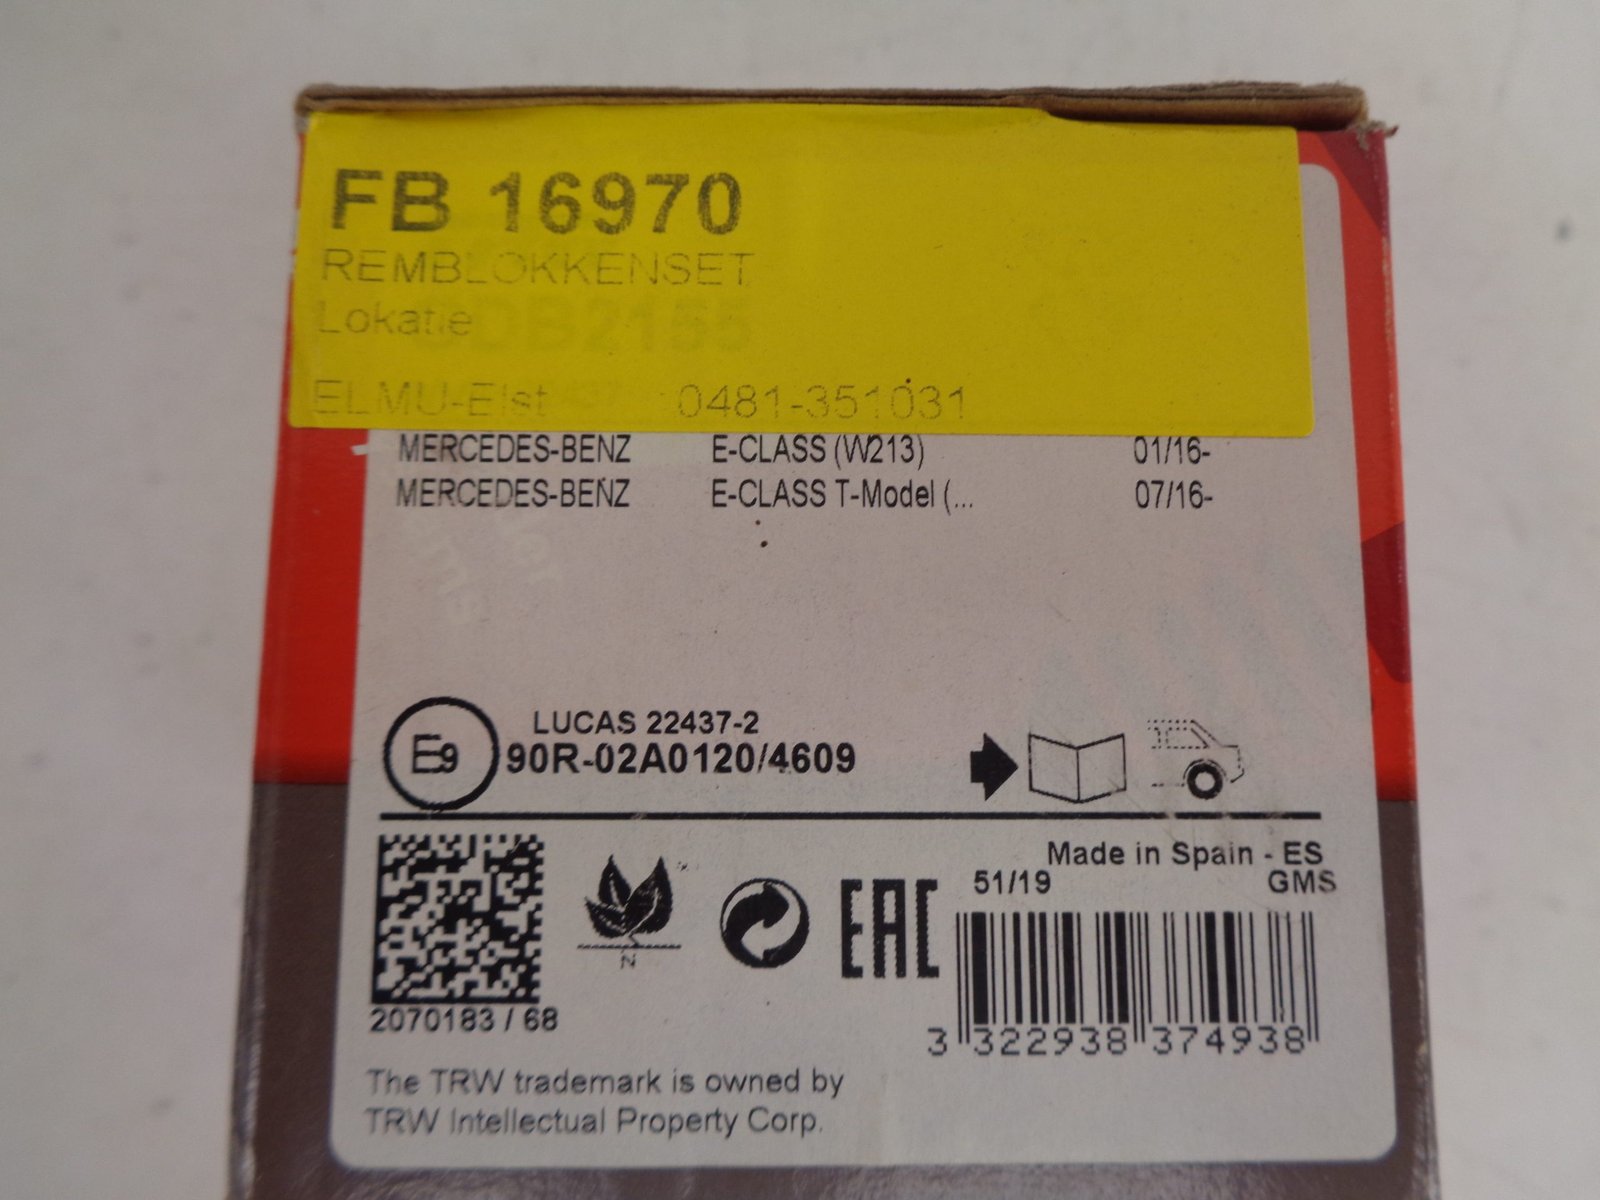 FB 16970
REMBLOKKENSET
Lokatie
GDB2155
ELMU-Elst :0481-351031
MERCEDES-BENZ E-CLASS (W213) 01/16-
MERCEDES-BENZ E-CLASS T-Model (... 07/16-
E9
LUCAS 22437-2
90R-02A0120/4609
Made in Spain - ES
51/19 GMS
N
EAC
2070183 / 68
3 322938 374938
The TRW trademark is owned by
TRW Intellectual Property Corp.